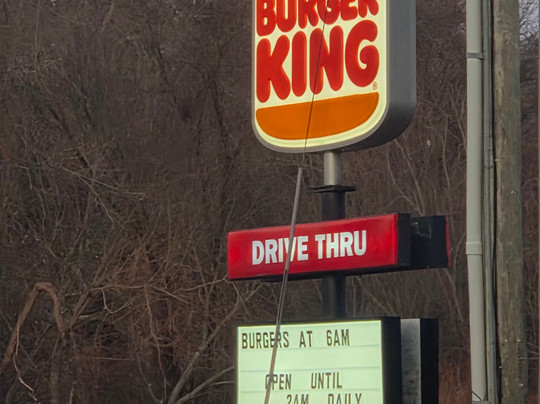 BURGER
KING
®
DRIVE THRU
BURGERS AT 6AM
OPEN UNTIL
2AM DAILY